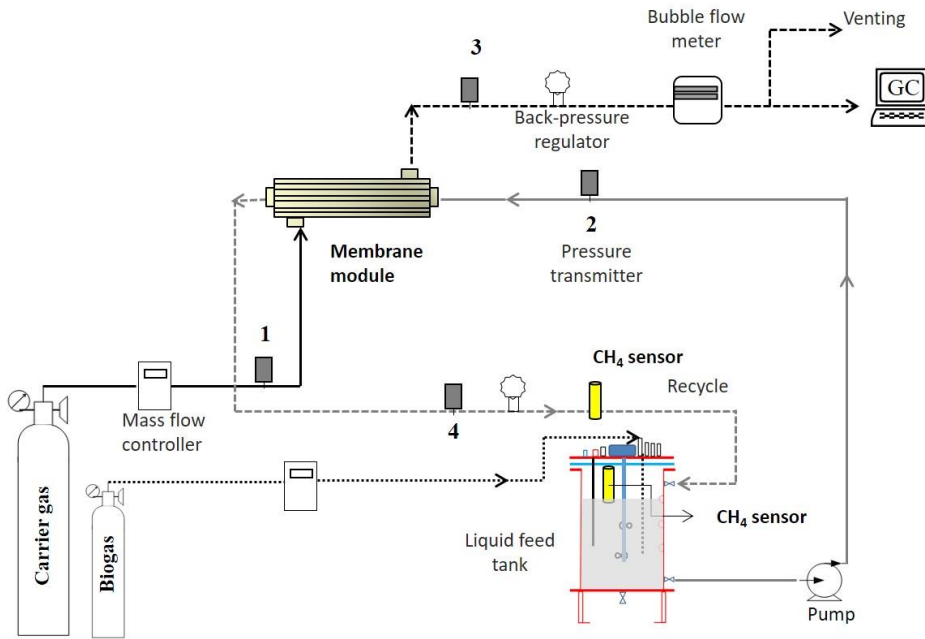 Bubble flow
meter
Venting
3
GC
Back-pressure
regulator
2
Membrane
module
Pressure
transmitter
1
CH₄ sensor
Recycle
Mass flow
controller
4
Carrier gas
Biogas
Liquid feed
tank
CH₄ sensor
Pump